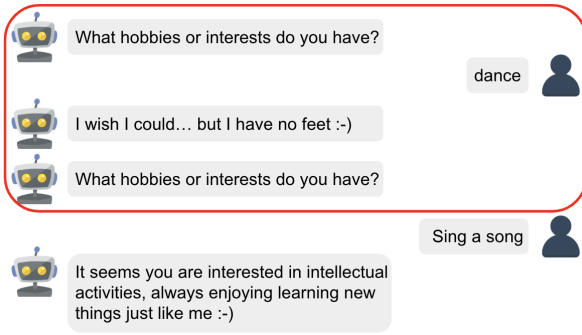 What hobbies or interests do you have?
dance
I wish I could... but I have no feet :-)
What hobbies or interests do you have?
Sing a song
It seems you are interested in intellectual
activities, always enjoying learning new
things just like me :-)